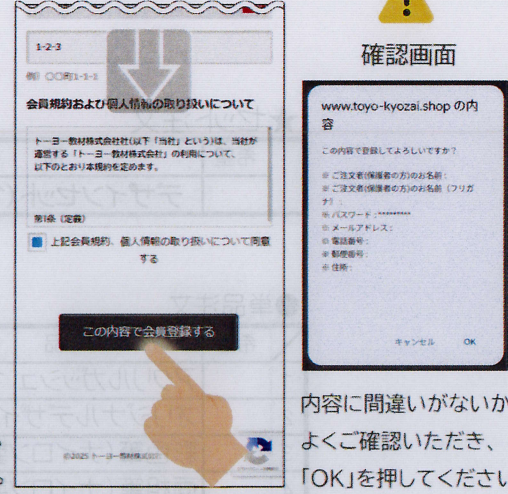 1-2-3
例）〇〇町1-1-1
会員規約および個人情報の取り扱いについて
トーヨー教材株式会社社(以下「当社」という)は、当社が
運営する「トーヨー教材株式会社」の利用について、
以下のとおり本規約を定めます。
第1条（定義）
上記会員規約、個人情報の取り扱いについて同意
する
この内容で会員登録する
©2025 トーヨー教材株式
確認画面
www.toyo-kyozai.shop の内
容
この内容で登録してよろしいですか？
※ ご注文者(保護者の方)のお名前 :
※ ご注文者(保護者の方)のお名前（フリガ
ナ） :
※ パスワード : *********
※ メールアドレス :
※ 電話番号 :
※ 郵便番号 :
※ 住所 :
キャンセル OK
内容に間違いがないか
よくご確認いただき、
「OK」を押してください